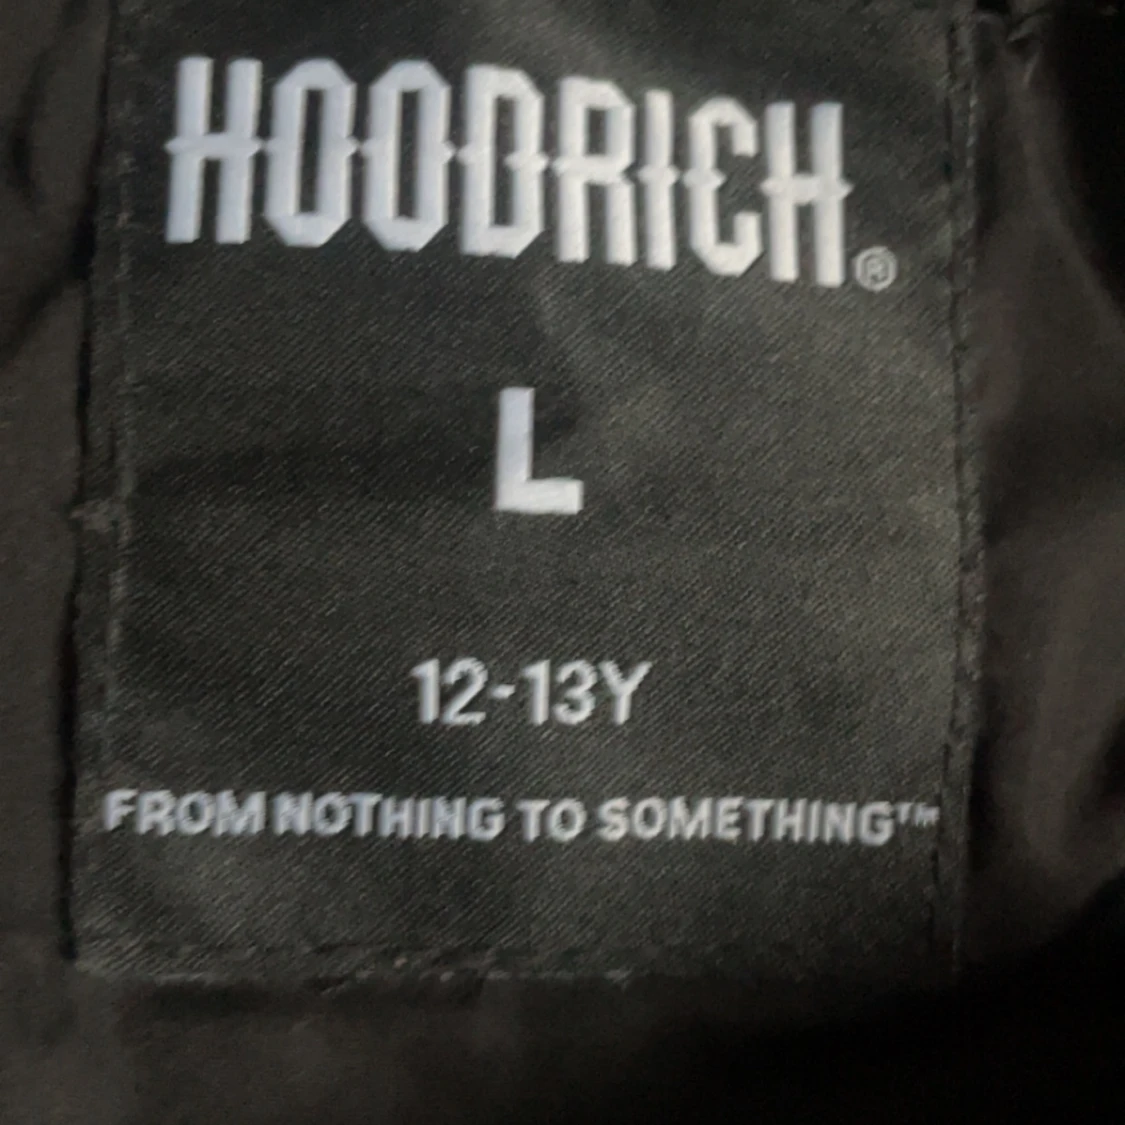 HOODRICH®
L
12-13Y
FROM NOTHING TO SOMETHING™